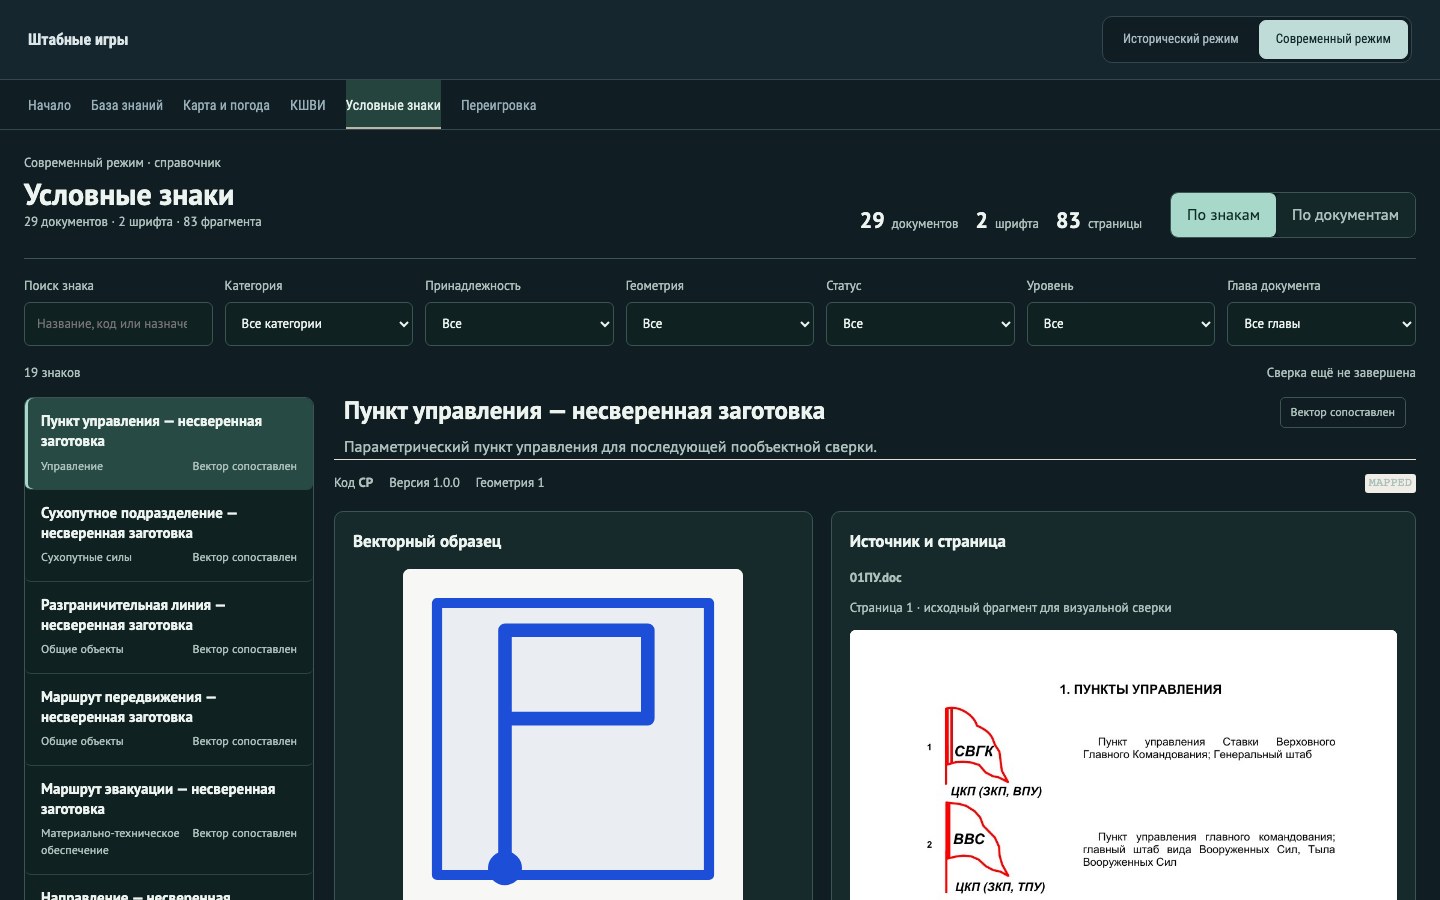 Штабные игры
Исторический режим
Современный режим
Начало
База знаний
Карта и погода
КШВИ
Условные знаки
Переигровка
Современный режим · справочник
Условные знаки
29 документов · 2 шрифта · 83 фрагмента
29 документов
2 шрифта
83 страницы
По знакам
По документам
Поиск знака
Категория
Принадлежность
Геометрия
Статус
Уровень
Глава документа
Название, код или назначе
Все категории
Все
Все
Все
Все
Все главы
19 знаков
Сверка ещё не завершена
Пункт управления — несверенная
заготовка
Управление
Вектор сопоставлен
Сухопутное подразделение —
несверенная заготовка
Сухопутные силы
Вектор сопоставлен
Разграничительная линия —
несверенная заготовка
Общие объекты
Вектор сопоставлен
Маршрут передвижения —
несверенная заготовка
Общие объекты
Вектор сопоставлен
Маршрут эвакуации — несверенная
заготовка
Материально-техническое
обеспечение
Вектор сопоставлен
Направление — несверенная
Пункт управления — несверенная заготовка
Вектор сопоставлен
Параметрический пункт управления для последующей пообъектной сверки.
Код CP
Версия 1.0.0
Геометрия 1
MAPPED
Векторный образец
Источник и страница
01ПУ.doc
Страница 1 · исходный фрагмент для визуальной сверки
1. ПУНКТЫ УПРАВЛЕНИЯ
1
СВГК
ЦКП (ЗКП, ВПУ)
Пункт управления Ставки Верховного
Главного Командования; Генеральный штаб
2
ВВС
ЦКП (ЗКП, ТПУ)
Пункт управления главного командования;
главный штаб вида Вооруженных Сил, Тыла
Вооруженных Сил